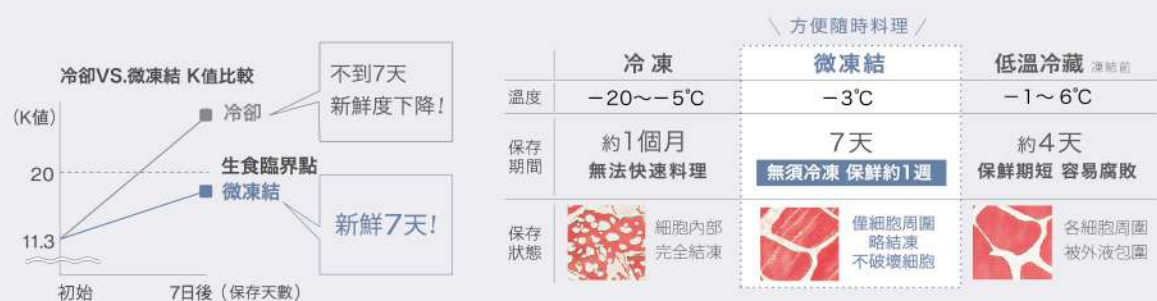 冷卻VS.微凍結 K值比較
(K值)
冷卻
不到7天
新鮮度下降!
20
生食臨界點
微凍結
新鮮7天!
11.3
初始
7日後 (保存天數)
\ 方便隨時料理 /
冷凍
微凍結
低溫冷藏 凍結前
溫度
−20～−5℃
−3℃
−1～6℃
保存
期間
約1個月
無法快速料理
7天
無須冷凍 保鮮約1週
約4天
保鮮期短 容易腐敗
保存
狀態
細胞內部
完全結凍
僅細胞周圍
略結凍
不破壞細胞
各細胞周圍
被外液包圍